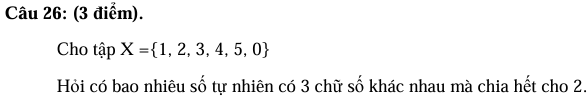 Câu 26: (3 điểm).
Cho tập X ={1, 2, 3, 4, 5, 0}
Hỏi có bao nhiêu số tự nhiên có 3 chữ số khác nhau mà chia hết cho 2.